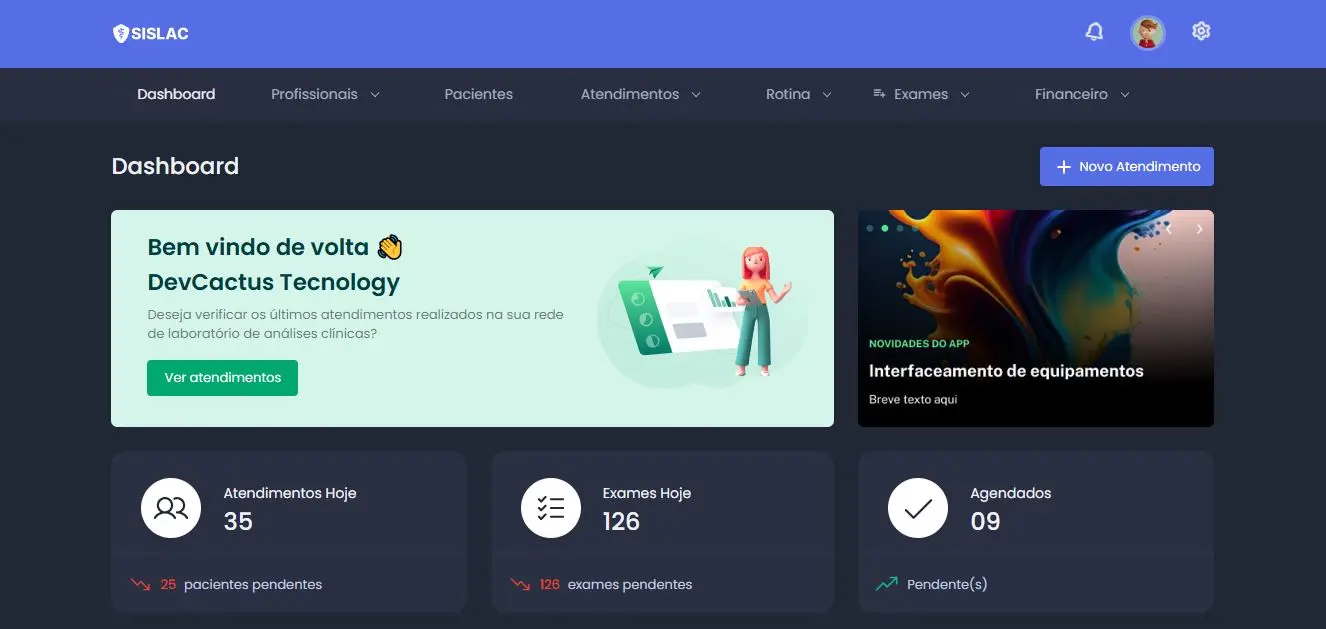 SISLAC
Dashboard
Profissionais
Pacientes
Atendimentos
Rotina
Exames
Financeiro
Dashboard
Novo Atendimento
Bem vindo de volta 👋
DevCactus Tecnology
Deseja verificar os últimos atendimentos realizados na sua rede
de laboratório de análises clínicas?
Ver atendimentos
NOVIDADES DO APP
Interfaceamento de equipamentos
Breve texto aqui
Atendimentos Hoje
35
25 pacientes pendentes
Exames Hoje
126
126 exames pendentes
Agendados
09
Pendente(s)